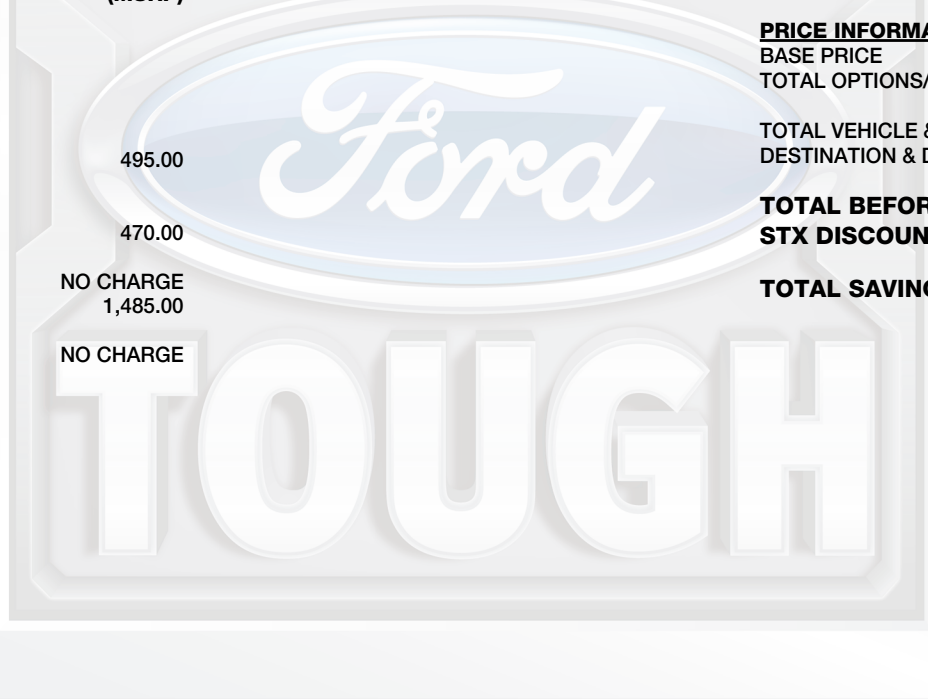 (MSRP)
495.00
470.00
NO CHARGE
1,485.00
NO CHARGE
PRICE INFORMA
BASE PRICE
TOTAL OPTIONS/
TOTAL VEHICLE &
DESTINATION & D
TOTAL BEFOR
STX DISCOUN
TOTAL SAVING
Ford
TOUGH